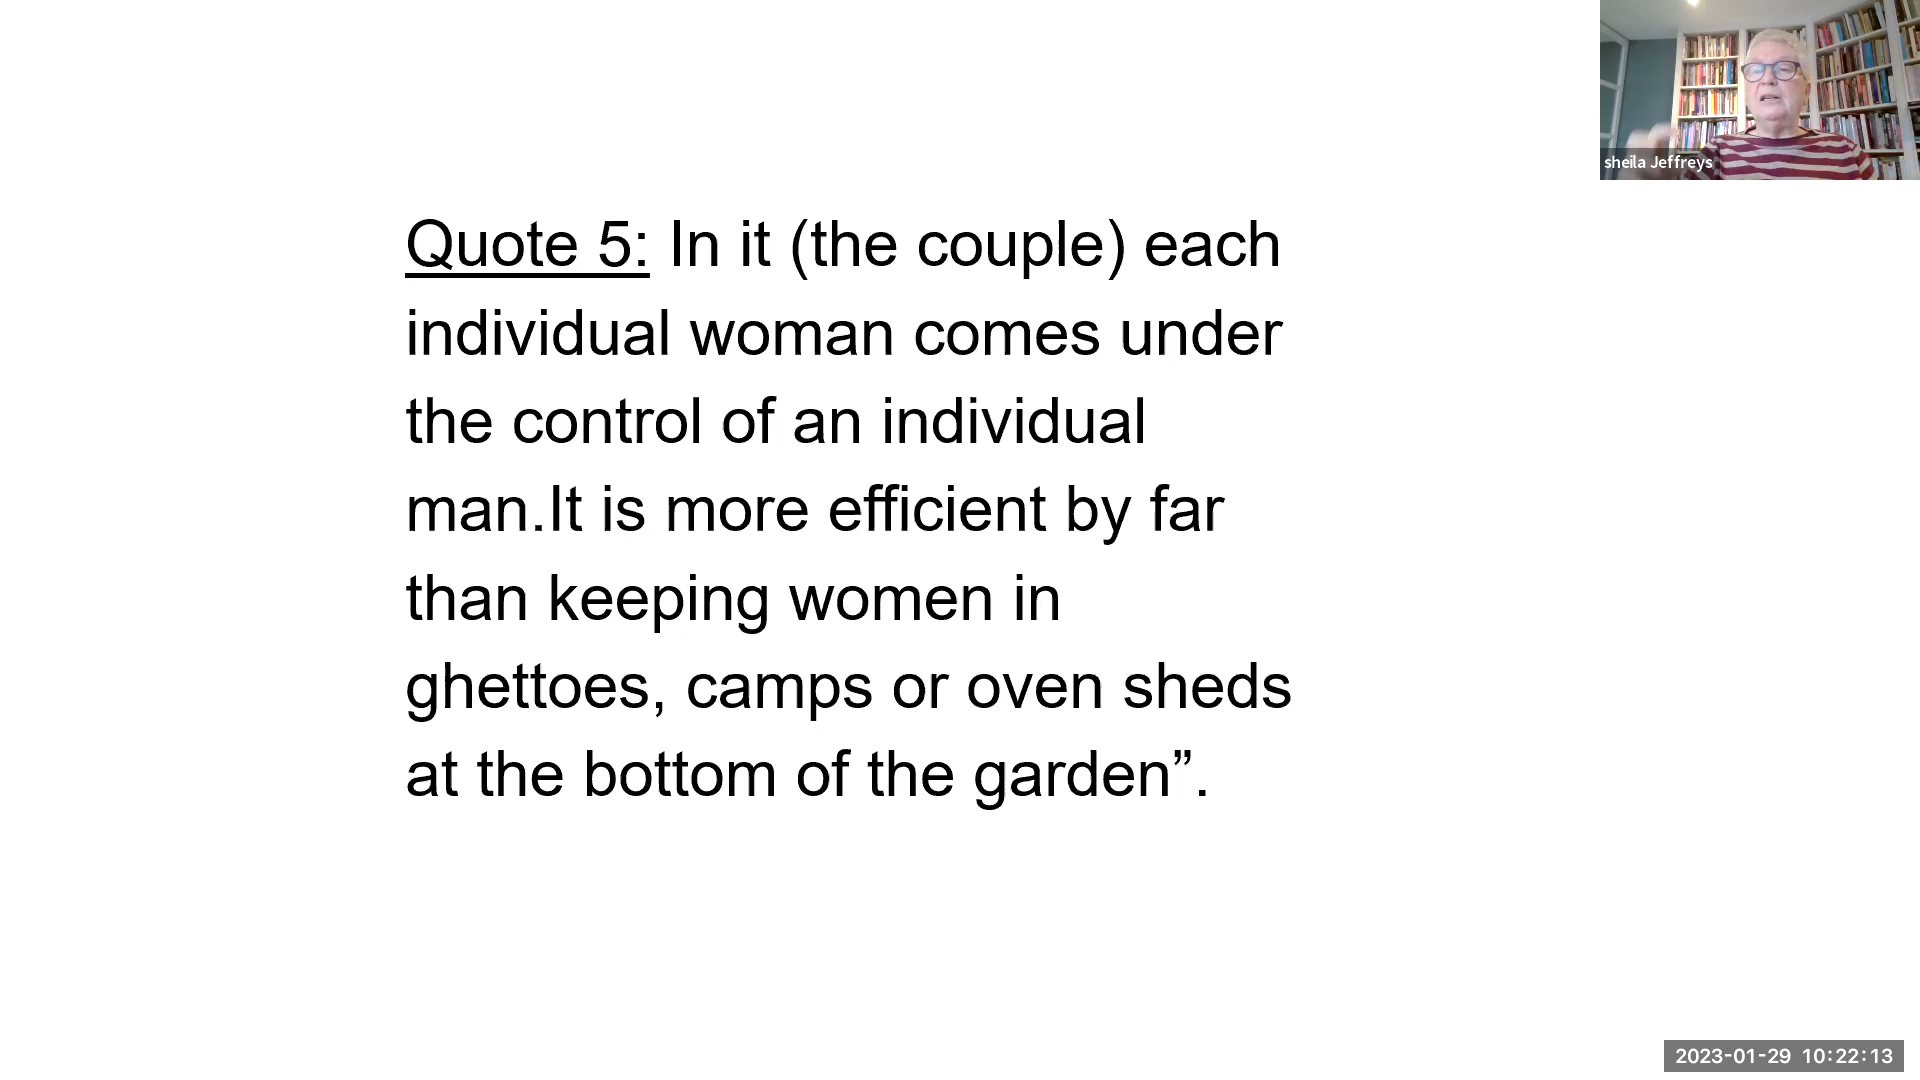 sheila Jeffreys
Quote 5: In it (the couple) each
individual woman comes under
the control of an individual
man.It is more efficient by far
than keeping women in
ghettoes, camps or oven sheds
at the bottom of the garden”.
2023-01-29 10:22:13